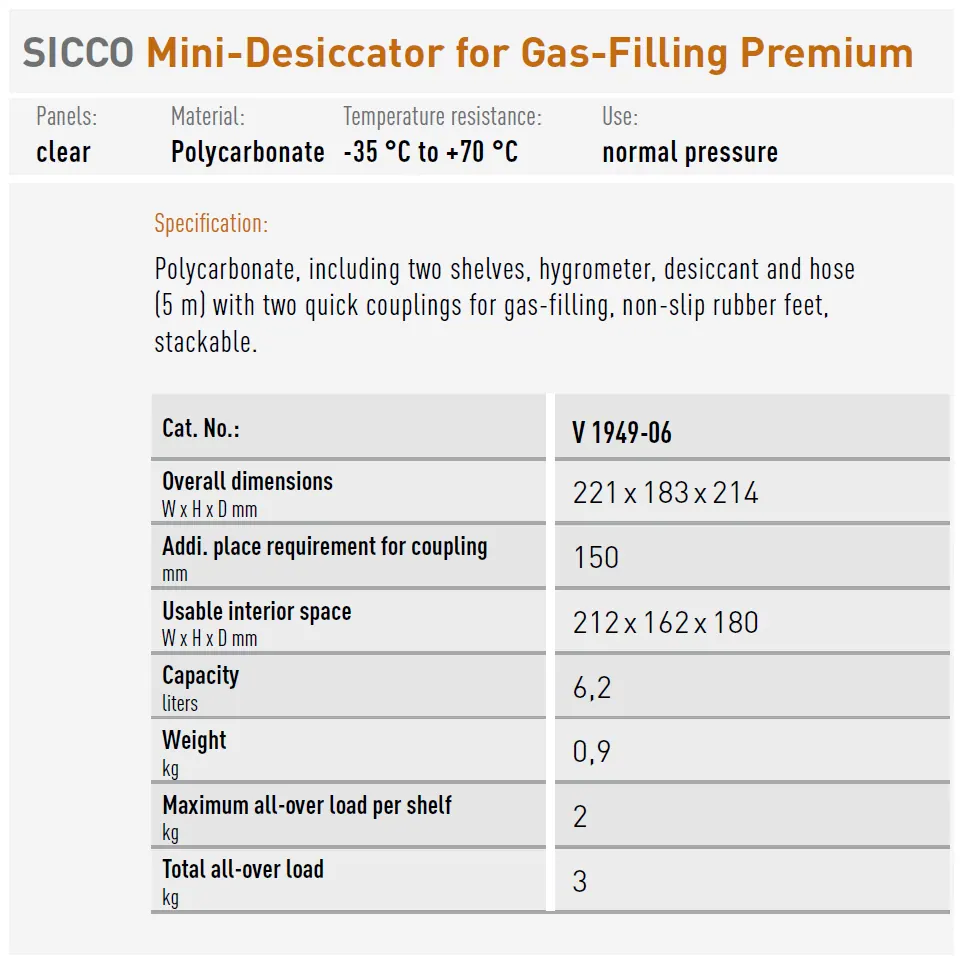 SICCO Mini-Desiccator for Gas-Filling Premium
Panels: Material: Temperature resistance: Use:
clear Polycarbonate -35 °C to +70 °C normal pressure
Specification:
Polycarbonate, including two shelves, hygrometer, desiccant and hose
(5 m) with two quick couplings for gas-filling, non-slip rubber feet,
stackable.
Cat. No.: V 1949-06
Overall dimensions
W x H x D mm 221 x 183 x 214
Addi. place requirement for coupling
mm 150
Usable interior space
W x H x D mm 212 x 162 x 180
Capacity
liters 6,2
Weight
kg 0,9
Maximum all-over load per shelf
kg 2
Total all-over load
kg 3